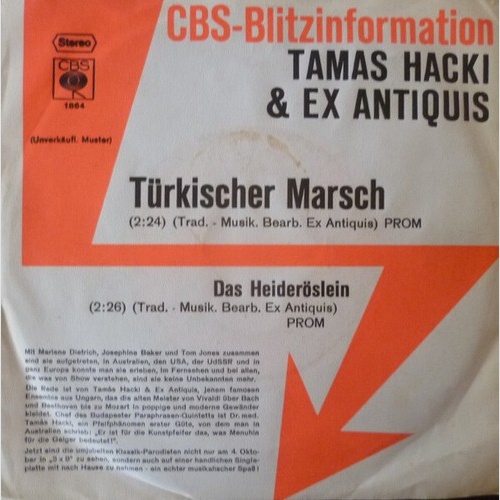 CBS-Blitzinformation
Stereo
CBS
1864
TAMAS HACKI
& EX ANTIQUIS
(Unverkäufl. Muster)
Türkischer Marsch
(2:24) (Trad. - Musik. Bearb. Ex Antiquis) PROM
Das Heideröslein
(2:26) (Trad. - Musik. Bearb. Ex Antiquis)
PROM
Mit Marlene Dietrich, Josephine Baker und Tom Jones zusammen
sind sie aufgetreten, in Australien, den USA, der UdSSR und in
ganz Europa konnte man sie erleben, im Fernsehen und bei allen,
die was von Show verstehen, sind sie keine Unbekannten mehr.
Die Rede ist von Tamás Hacki & Ex Antiquis, jenem famosen
Ensemble aus Ungarn, das die alten Meister von Vivaldi über Bach
und Beethoven bis zu Mozart in poppige und moderne Gewänder
kleidet. Chef des Budapester Paraphrasen-Quintetts ist Dr. med.
Tamás Hacki, ein Pfeifphänomen erster Güte, von dem man in
Australien schrieb: „Er ist für die Kunstpfeifer das, was Menuhin
für die Geiger bedeutet!".
Jetzt sind die umjubelten Klassik-Parodisten nicht nur am 4. Okto-
ber in „3 x 9" zu sehen, sondern auch auf einer handlichen Single-
platte mit nach Hause zu nehmen - ein echter musikalischer Spaß!